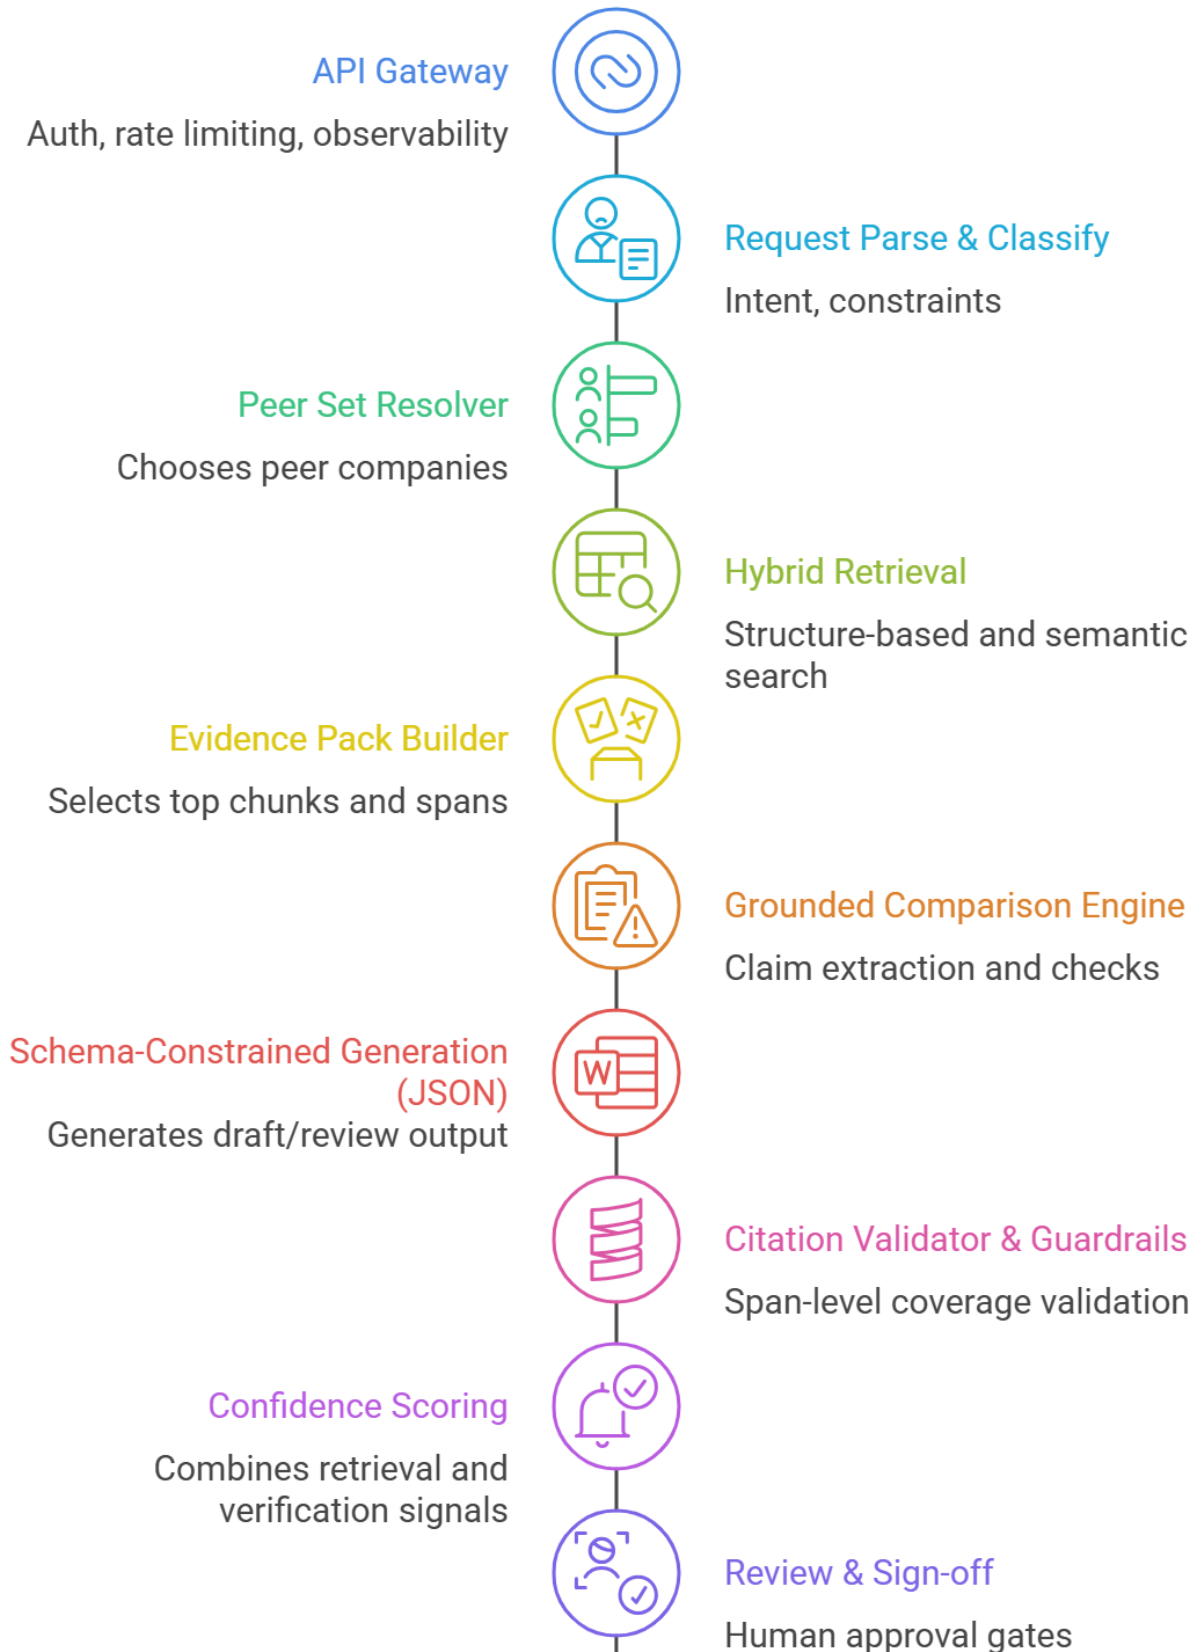 API Gateway
Auth, rate limiting, observability
Request Parse & Classify
Intent, constraints
Peer Set Resolver
Chooses peer companies
Hybrid Retrieval
Structure-based and semantic
search
Evidence Pack Builder
Selects top chunks and spans
Grounded Comparison Engine
Claim extraction and checks
Schema-Constrained Generation
(JSON)
Generates draft/review output
W
Citation Validator & Guardrails
Span-level coverage validation
Confidence Scoring
Combines retrieval and
verification signals
Review & Sign-off
Human approval gates